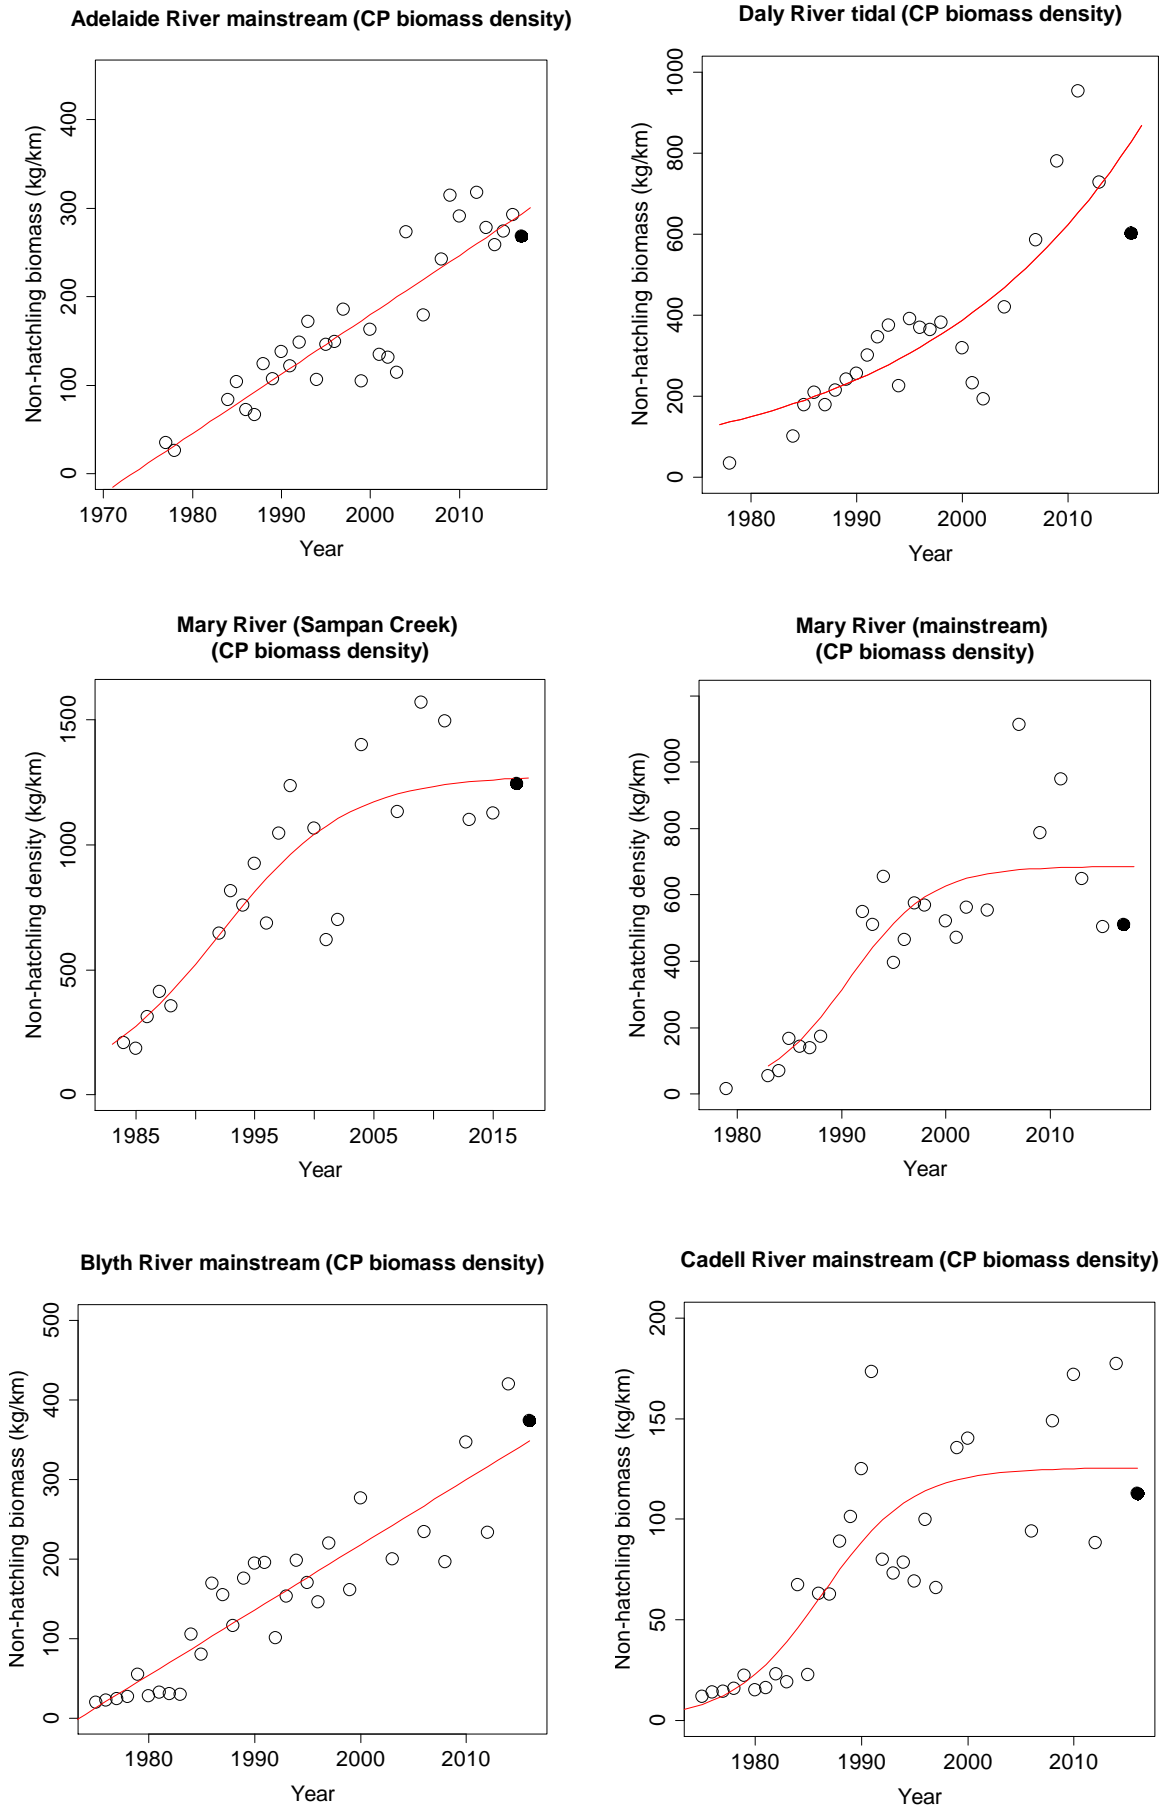 Adelaide River mainstream (CP biomass density)
Non-hatchling biomass (kg/km)
400
300
200
100
0
1970 1980 1990 2000 2010
Year
Daly River tidal (CP biomass density)
Non-hatchling biomass (kg/km)
1000
800
600
400
200
0
1980 1990 2000 2010
Year
Mary River (Sampan Creek)
(CP biomass density)
Non-hatchling density (kg/km)
1500
1000
500
0
1985 1995 2005 2015
Year
Mary River (mainstream)
(CP biomass density)
Non-hatchling density (kg/km)
1000
800
600
400
200
0
1980 1990 2000 2010
Year
Blyth River mainstream (CP biomass density)
Non-hatchling biomass (kg/km)
500
400
300
200
100
0
1980 1990 2000 2010
Year
Cadell River mainstream (CP biomass density)
Non-hatchling biomass (kg/km)
200
150
100
50
0
1980 1990 2000 2010
Year